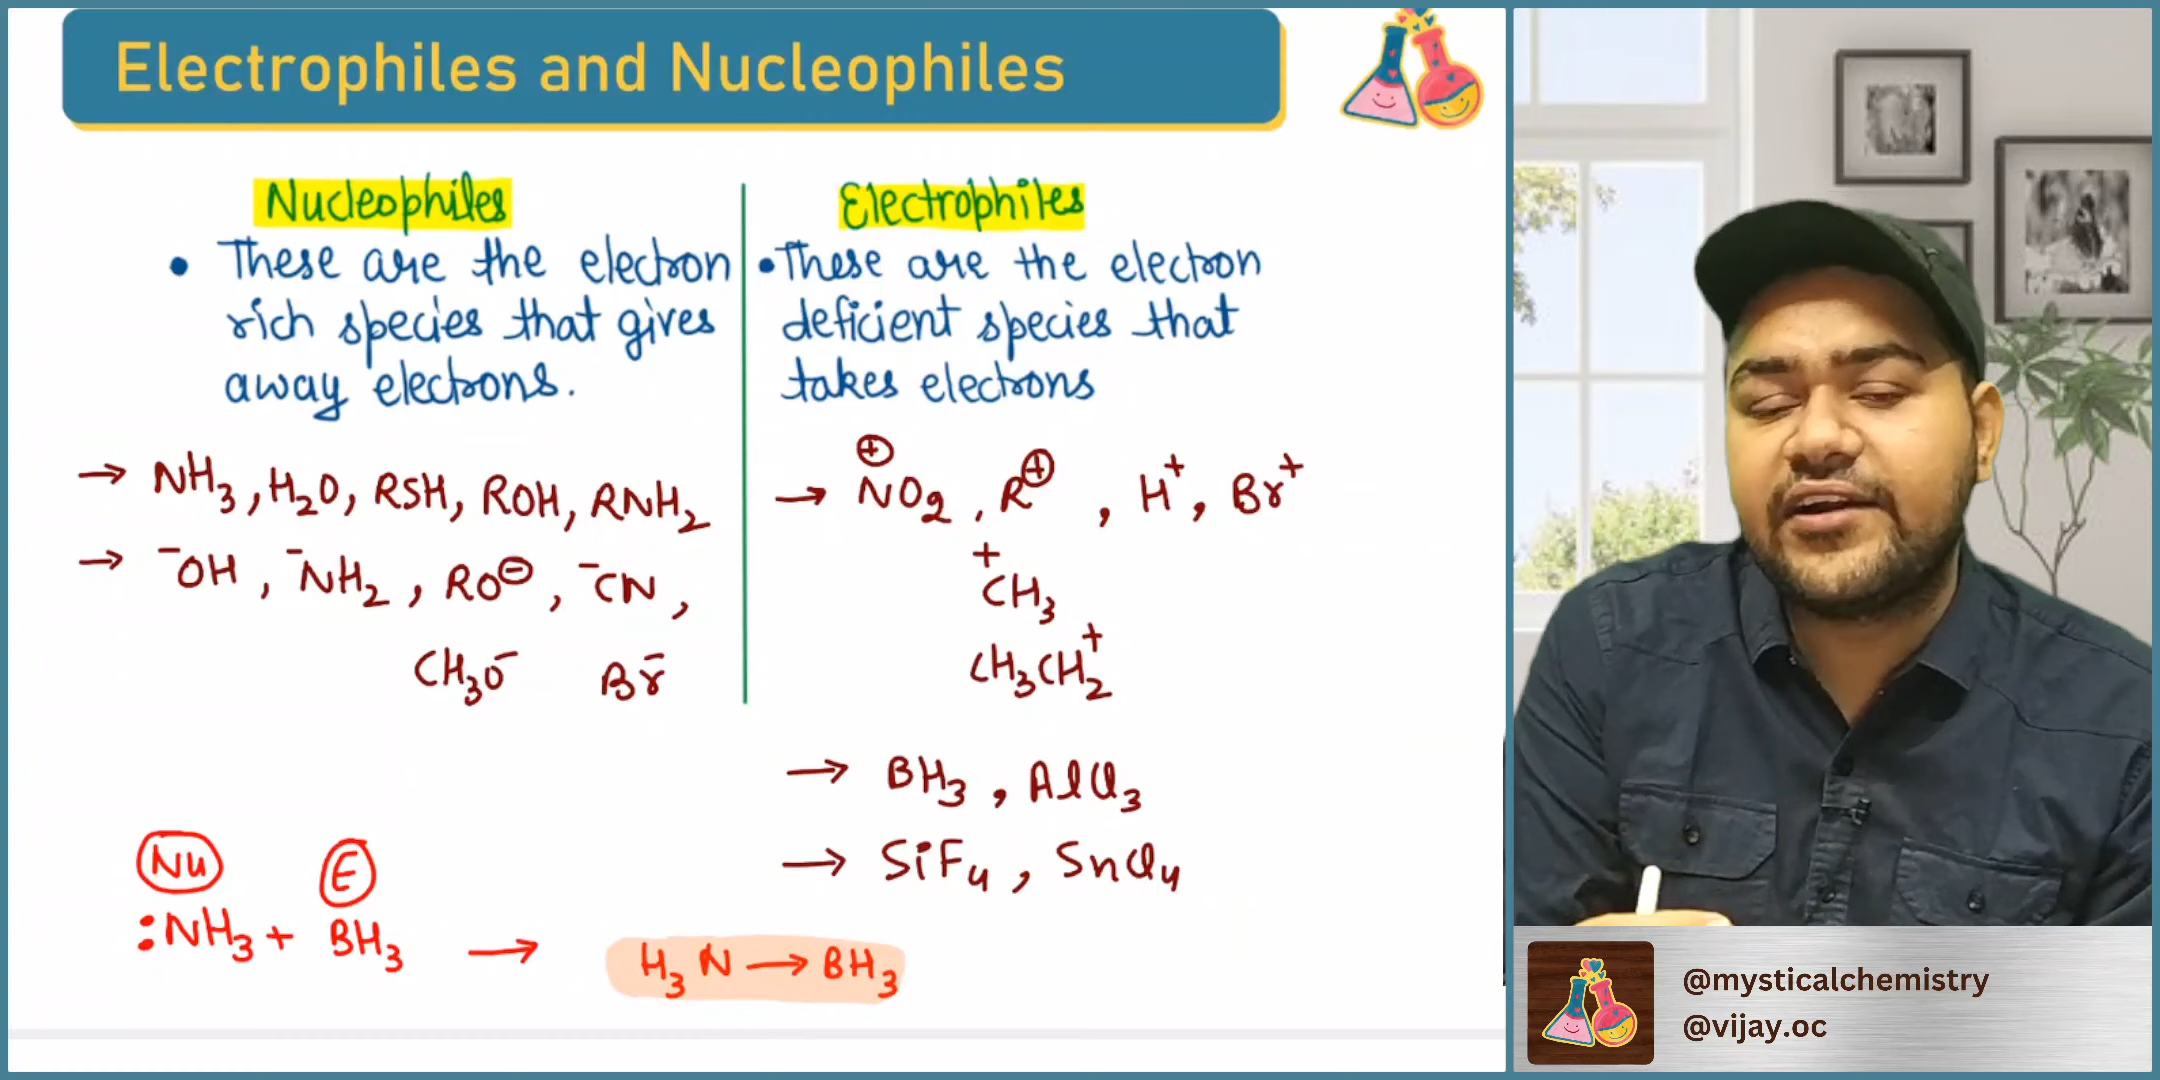 Electrophiles and Nucleophiles
Nucleophiles
• These are the electron
rich species that gives
away electrons.
→ NH₃, H₂O, RSH, ROH, RNH₂
→ ⁻OH, ⁻NH₂, RO⊖, ⁻CN,
CH₃O⁻ Br⁻
Electrophiles
• These are the electron
deficient species that
takes electrons
→ ⊕NO₂, R⊕, H⁺, Br⁺
⁺CH₃
CH₃CH₂⁺
→ BH₃, AlCl₃
→ SiF₄, SnCl₄
Nu E
:NH₃ + BH₃ → H₃N → BH₃
@mysticalchemistry
@vijay.oc